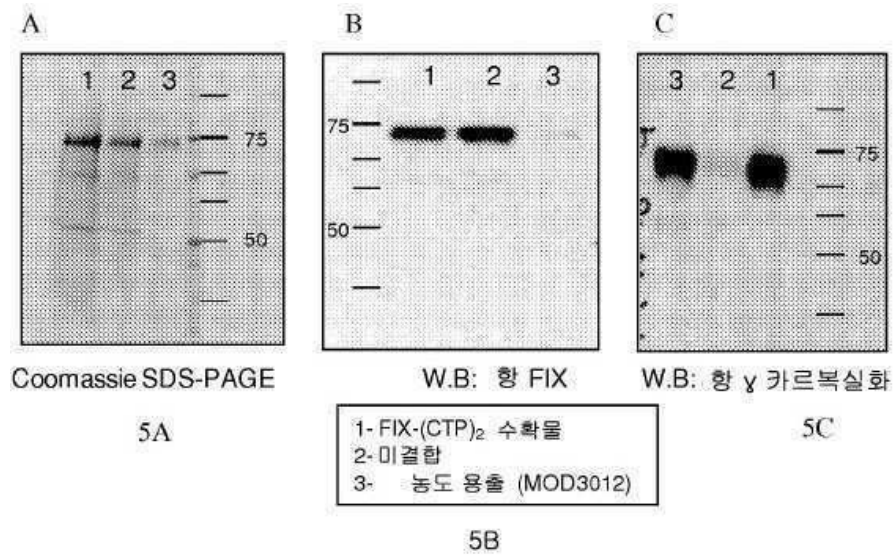 A
1 2 3
75
50
Coomassie SDS-PAGE
5A
B
1 2 3
75
50
W.B: 항 FIX
1- FIX-(CTP)₂ 수확물
2- 미결합
3- 농도 용출 (MOD3012)
5B
C
3 2 1
75
50
W.B: 항 ɣ 카르복실화
5C